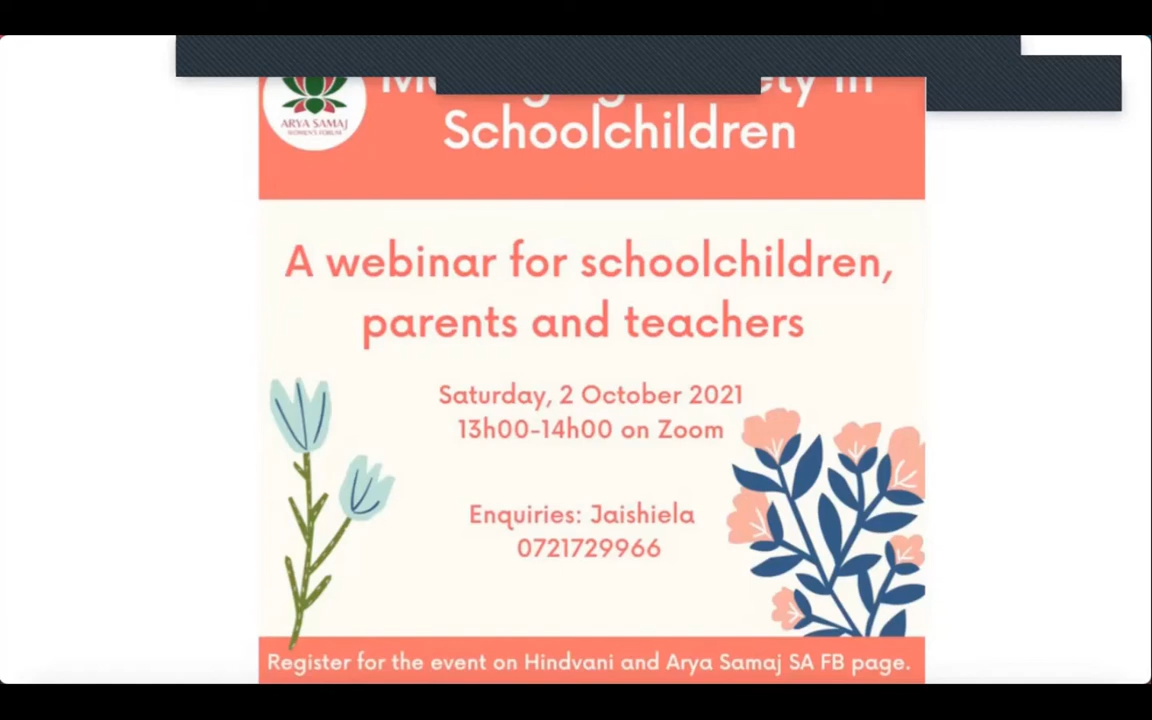 ARYA SAMAJ
WOMEN'S FORUM
in
Schoolchildren
A webinar for schoolchildren,
parents and teachers
Saturday, 2 October 2021
13h00-14h00 on Zoom
Enquiries: Jaishiela
0721729966
Register for the event on Hindvani and Arya Samaj SA FB page.